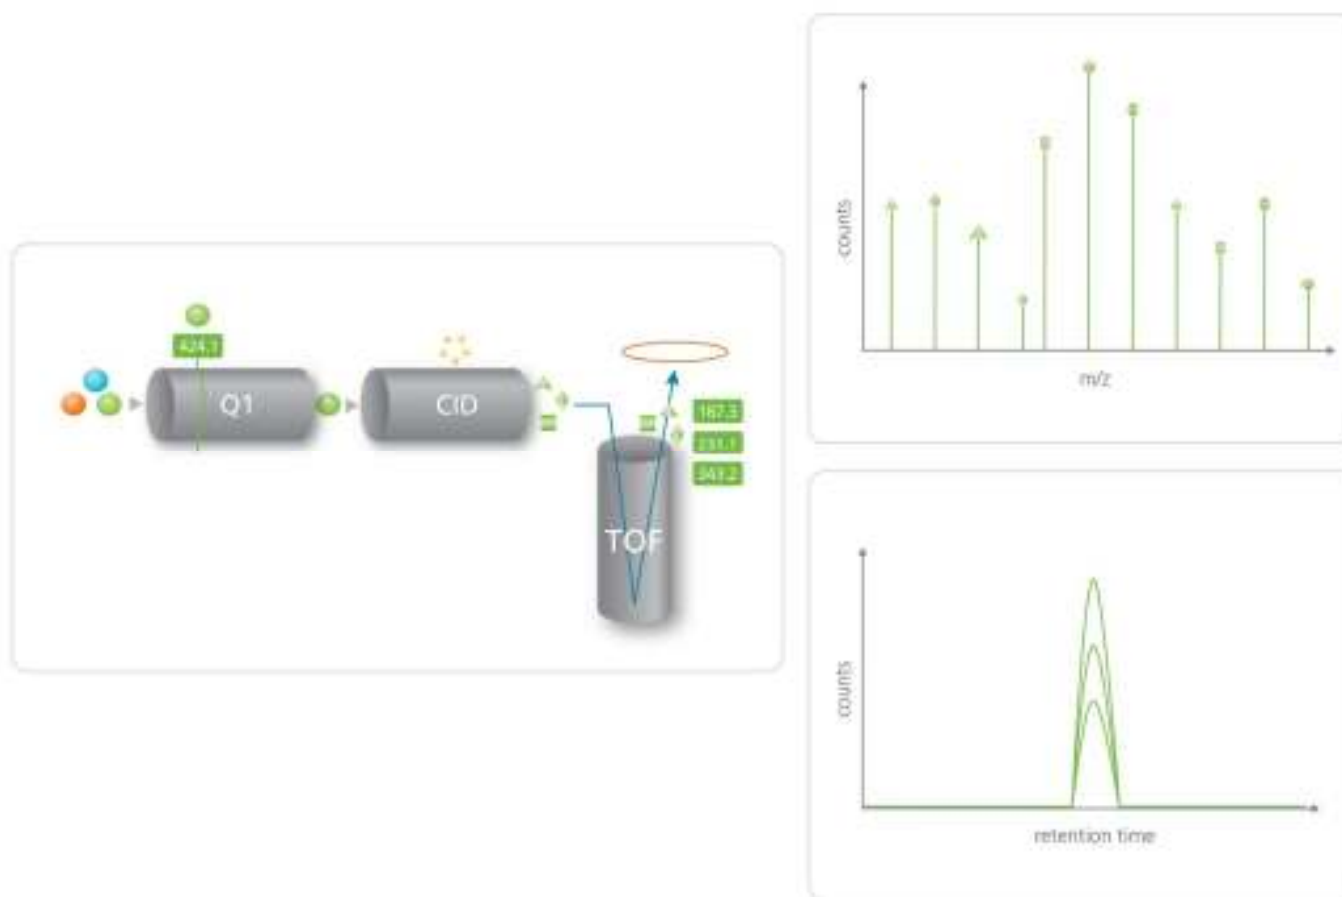 424.1
Q1
CID
TOF
167.3
231.1
343.2
counts
m/z
counts
retention time